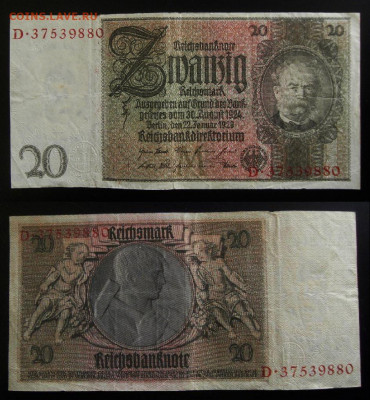 COINS.LAVE.RU
D·37539880
20
20
Reichsbanknote
Zwanzig
Reichsmark
Ausgegeben auf Grund des Bank-
gesetzes vom 30. August 1924
Berlin, den 22. Januar 1929
Reichsbankdirektorium
20
D·37539880
D·37539880
Reichsmark
20
20
20
20
Reichsbanknote
D·37539880